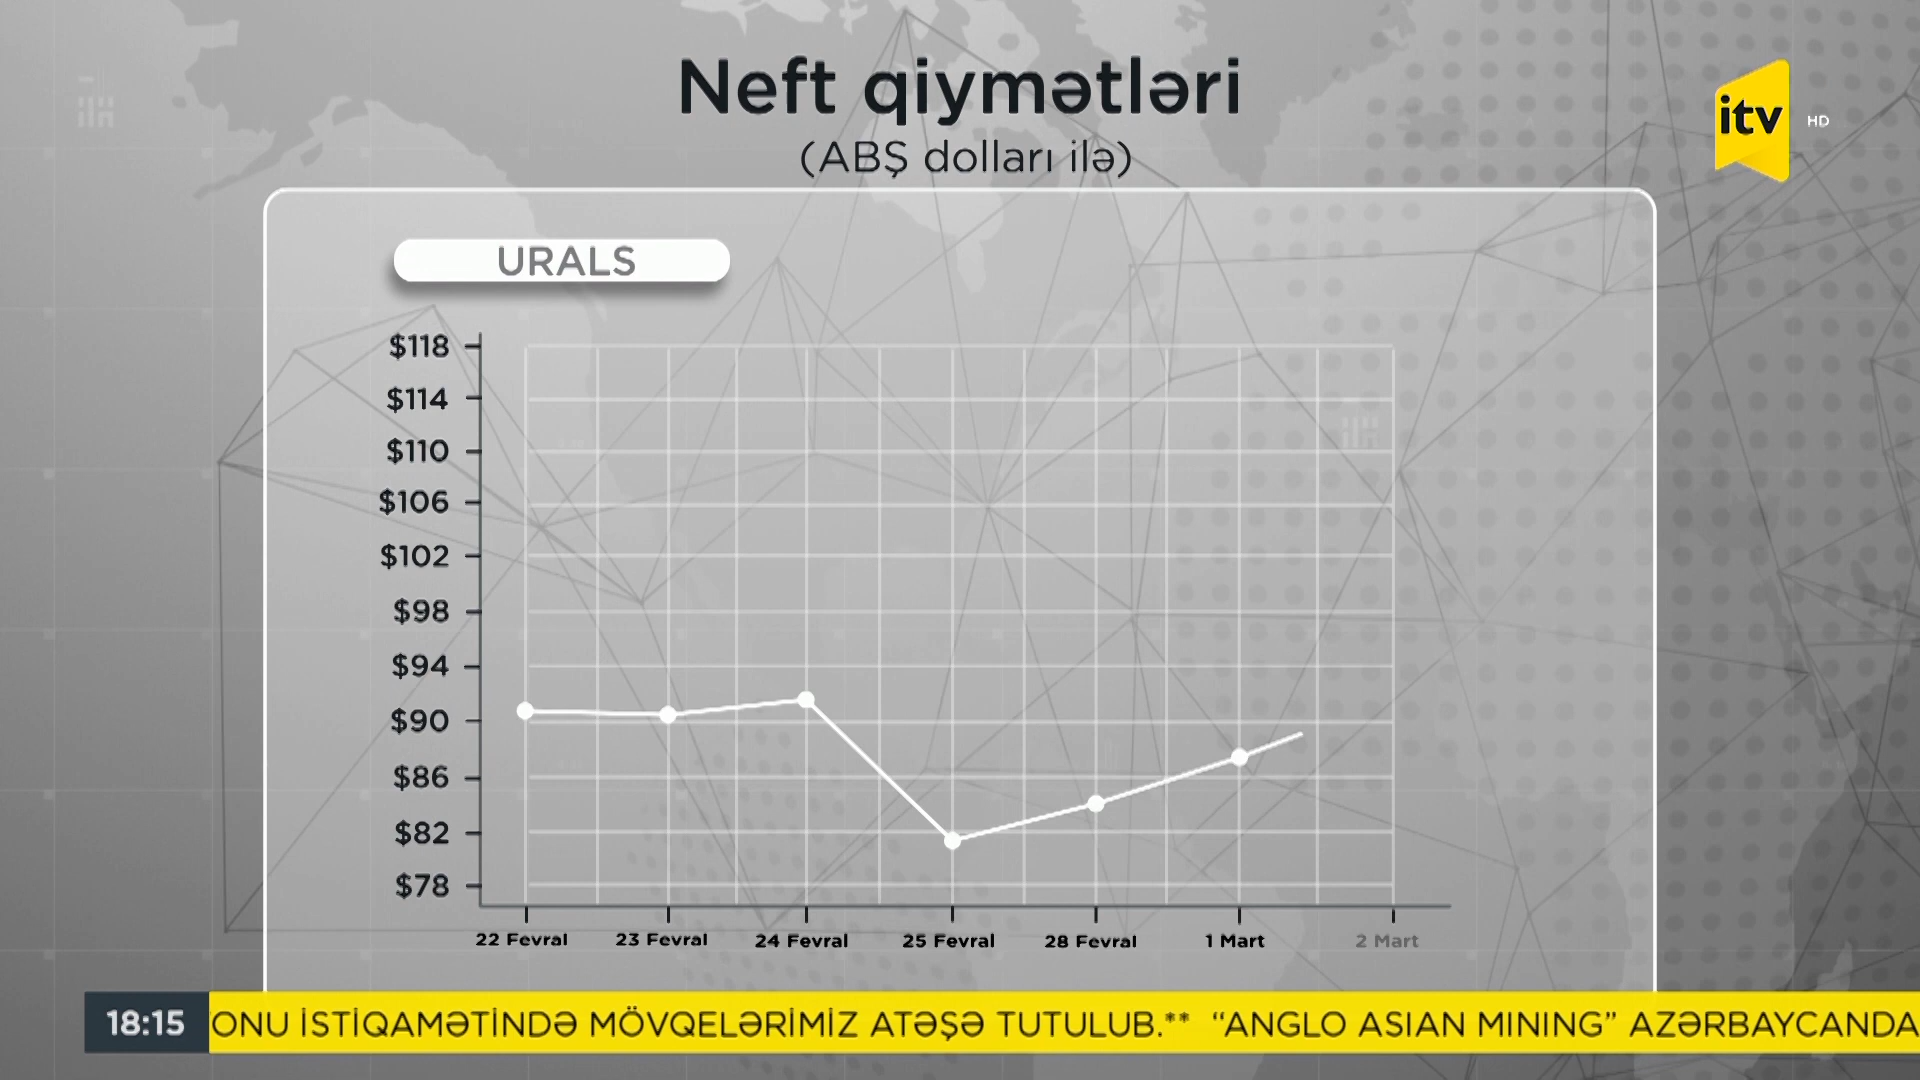 Neft qiymətləri
(ABŞ dolları ilə)
itv HD
URALS
$118
$114
$110
$106
$102
$98
$94
$90
$86
$82
$78
22 Fevral 23 Fevral 24 Fevral 25 Fevral 28 Fevral 1 Mart 2 Mart
18:15 ONU İSTİQAMƏTİNDƏ MÖVQELƏRİMİZ ATƏŞƏ TUTULUB.** “ANGLO ASIAN MINING” AZƏRBAYCANDA